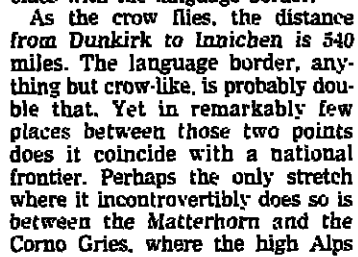 As the crow flies, the distance
from Dunkirk to Innichen is 540
miles. The language border, any-
thing but crow-like, is probably dou-
ble that. Yet in remarkably few
places between those two points
does it coincide with a national
frontier. Perhaps the only stretch
where it incontrovertibly does so is
between the Matterhorn and the
Corno Gries, where the high Alps